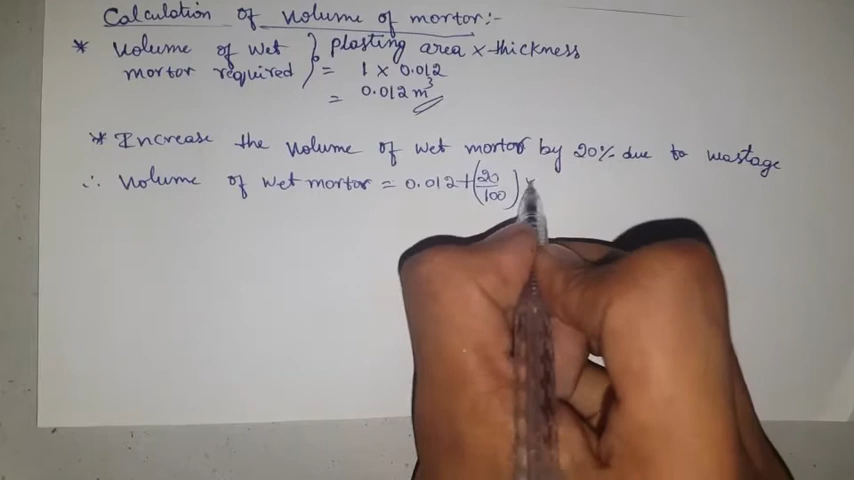 Calculation of volume of mortor:-
* Volume of wet } plasting area x thickness
mortor required } = 1 x 0.012
= 0.012 m³
* Increase the volume of wet mortor by 20% due to wastage
∴ Volume of wet mortor = 0.012 + (20/100) x